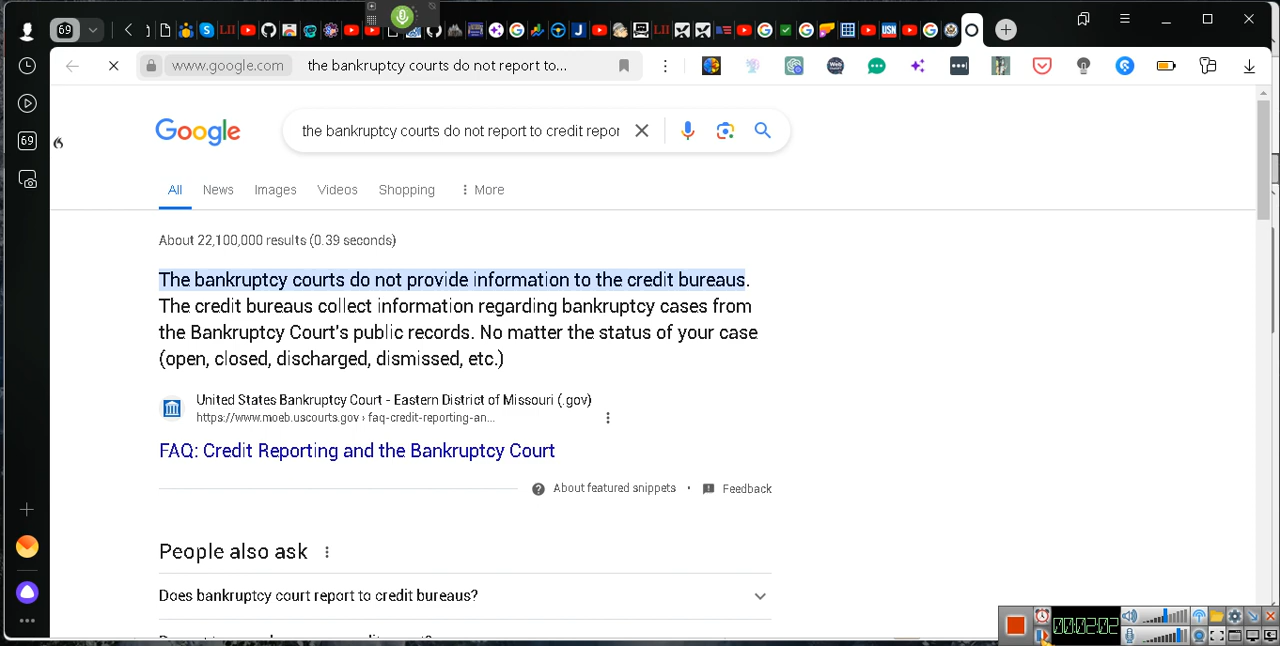 69
www.google.com the bankruptcy courts do not report to...
69
Google
the bankruptcy courts do not report to credit repor
All News Images Videos Shopping More
About 22,100,000 results (0.39 seconds)
The bankruptcy courts do not provide information to the credit bureaus.
The credit bureaus collect information regarding bankruptcy cases from
the Bankruptcy Court's public records. No matter the status of your case
(open, closed, discharged, dismissed, etc.)
United States Bankruptcy Court - Eastern District of Missouri (.gov)
https://www.moeb.uscourts.gov › faq-credit-reporting-an...
FAQ: Credit Reporting and the Bankruptcy Court
About featured snippets • Feedback
People also ask
Does bankruptcy court report to credit bureaus?
00:02:02